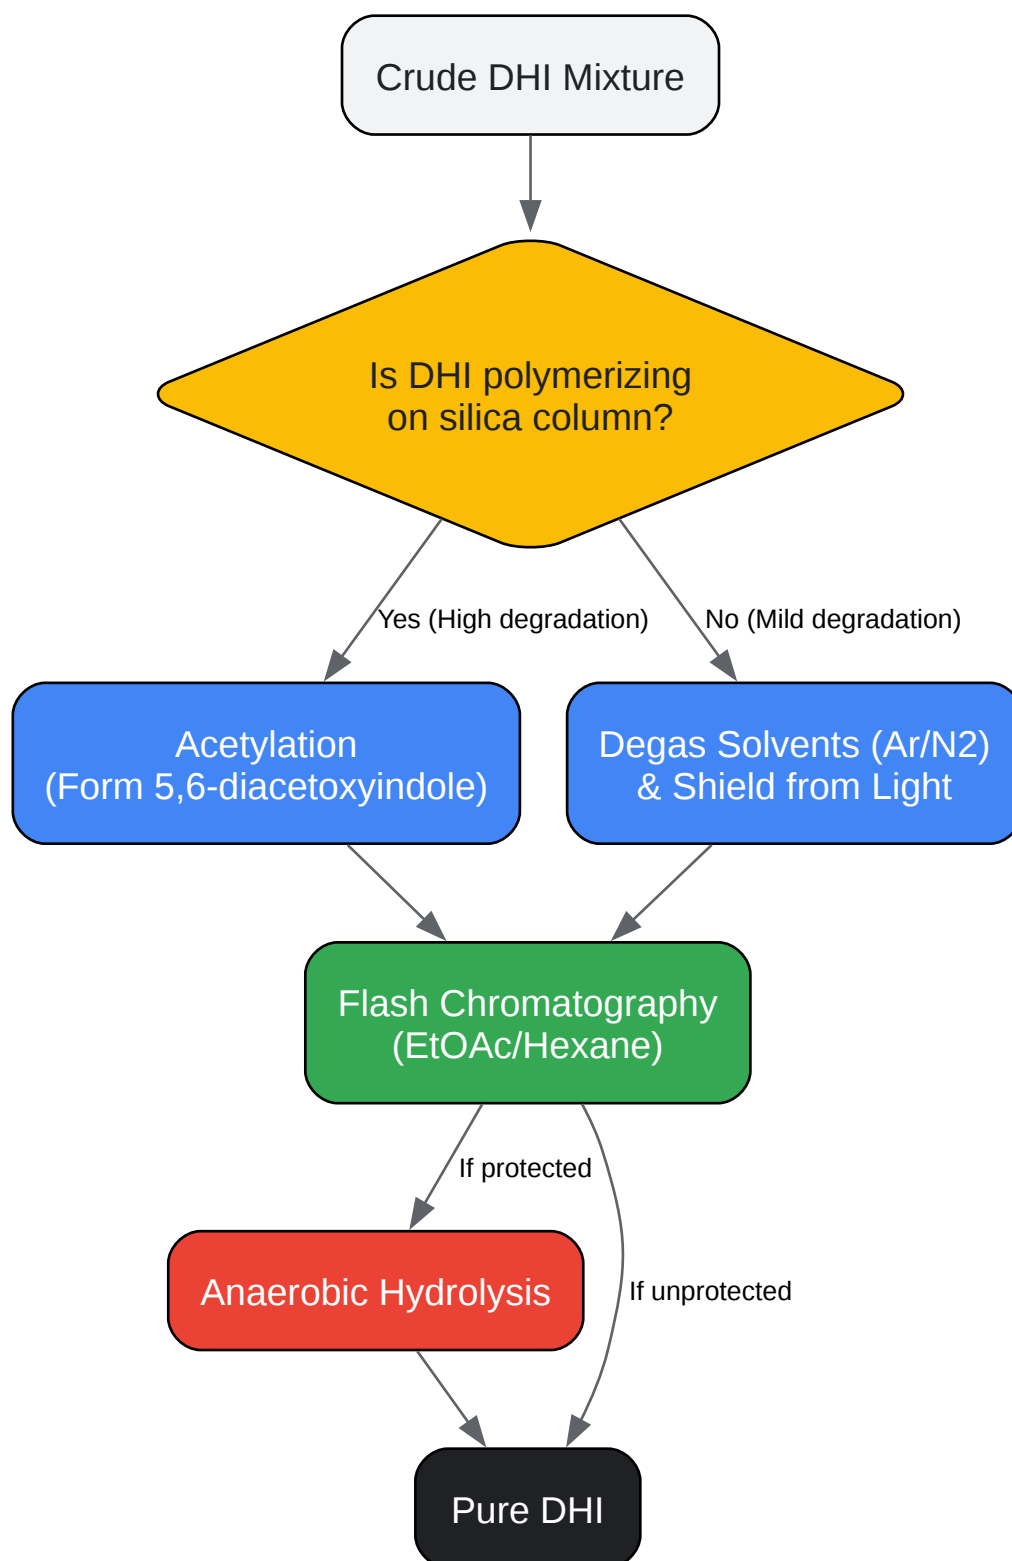 Crude DHI Mixture
Is DHI polymerizing
on silica column?
Yes (High degradation)
No (Mild degradation)
Acetylation
(Form 5,6-diacetoxyindole)
Degas Solvents (Ar/N2)
& Shield from Light
Flash Chromatography
(EtOAc/Hexane)
If protected
Anaerobic Hydrolysis
If unprotected
Pure DHI